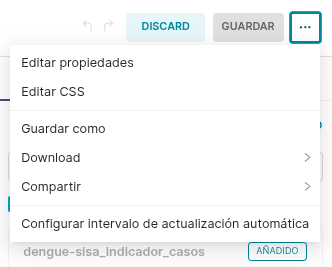 DISCARD GUARDAR ...
Editar propiedades
Editar CSS
Guardar como
Download
Compartir
Configurar intervalo de actualización automática
dengue-sisa_indicador_casos AÑADIDO